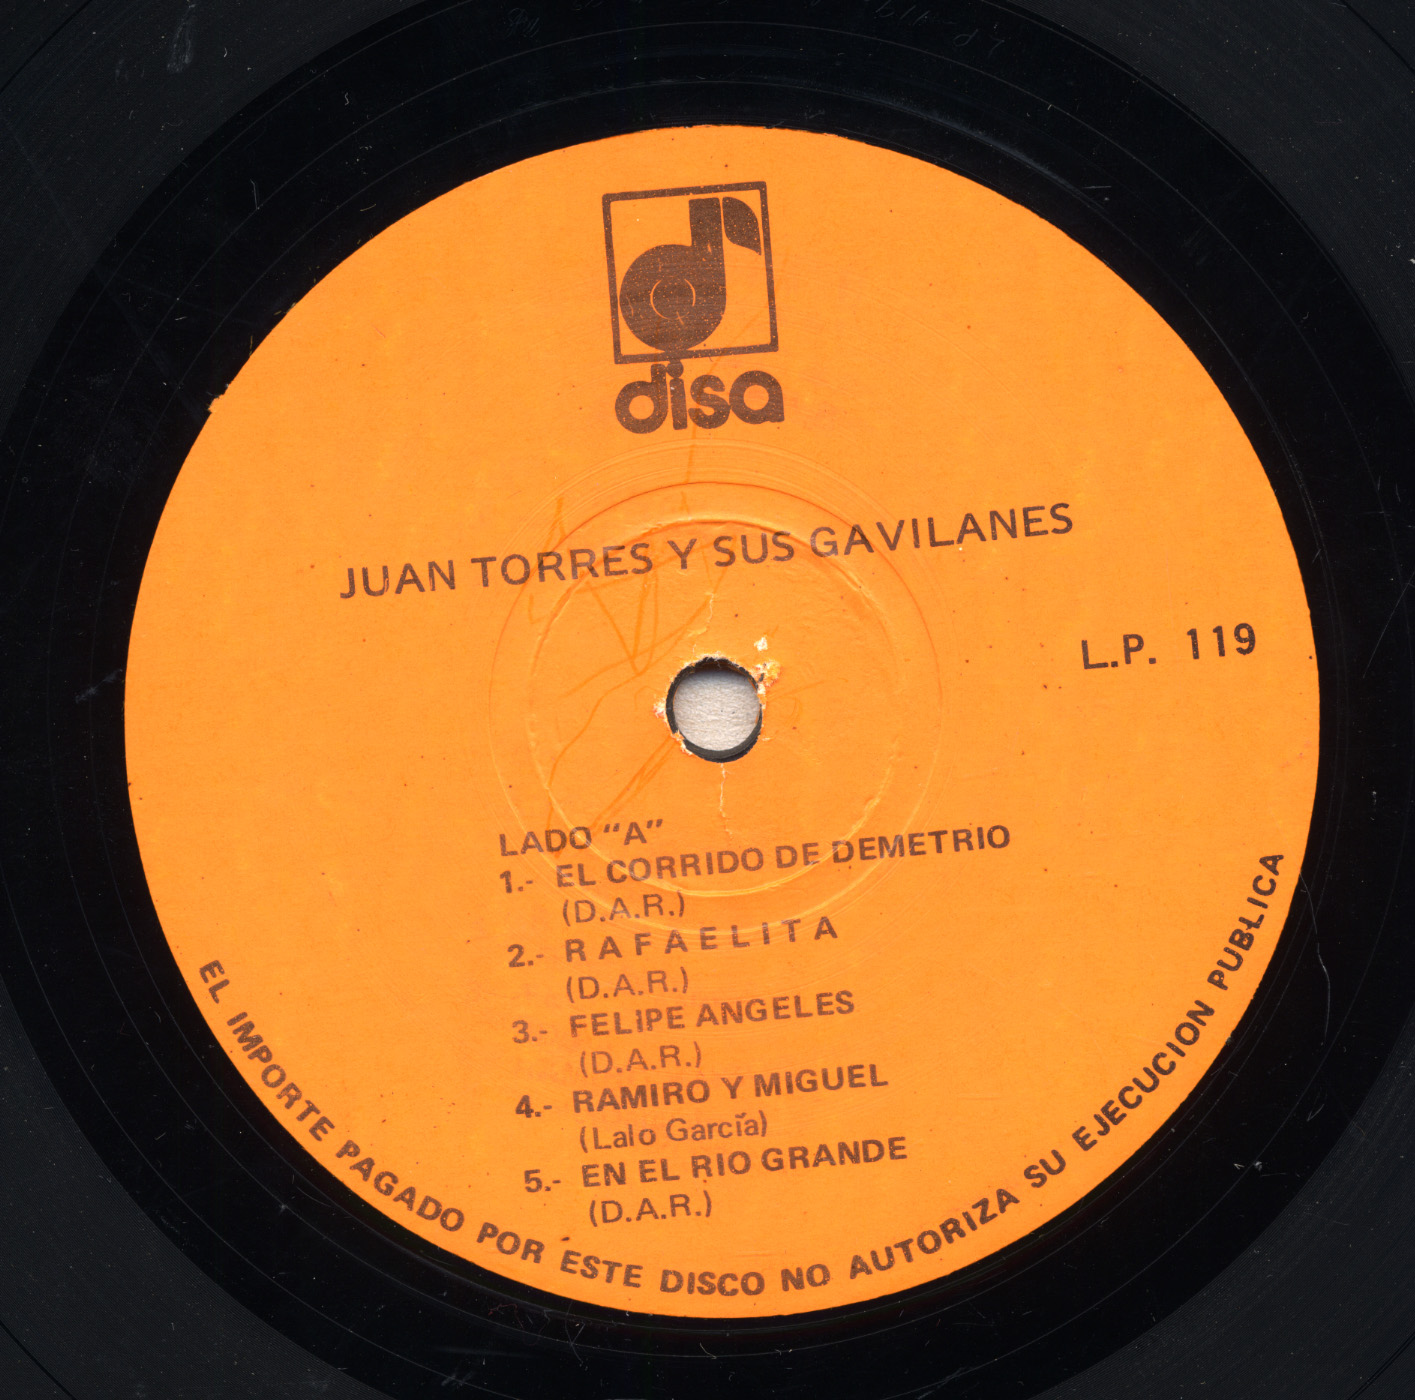 disa
JUAN TORRES Y SUS GAVILANES
L.P. 119
LADO "A"
1.- EL CORRIDO DE DEMETRIO
(D.A.R.)
2.- RAFAELITA
(D.A.R.)
3.- FELIPE ANGELES
(D.A.R.)
4.- RAMIRO Y MIGUEL
(Lalo García)
5.- EN EL RIO GRANDE
(D.A.R.)
EL IMPORTE PAGADO POR ESTE DISCO NO AUTORIZA SU EJECUCION PUBLICA